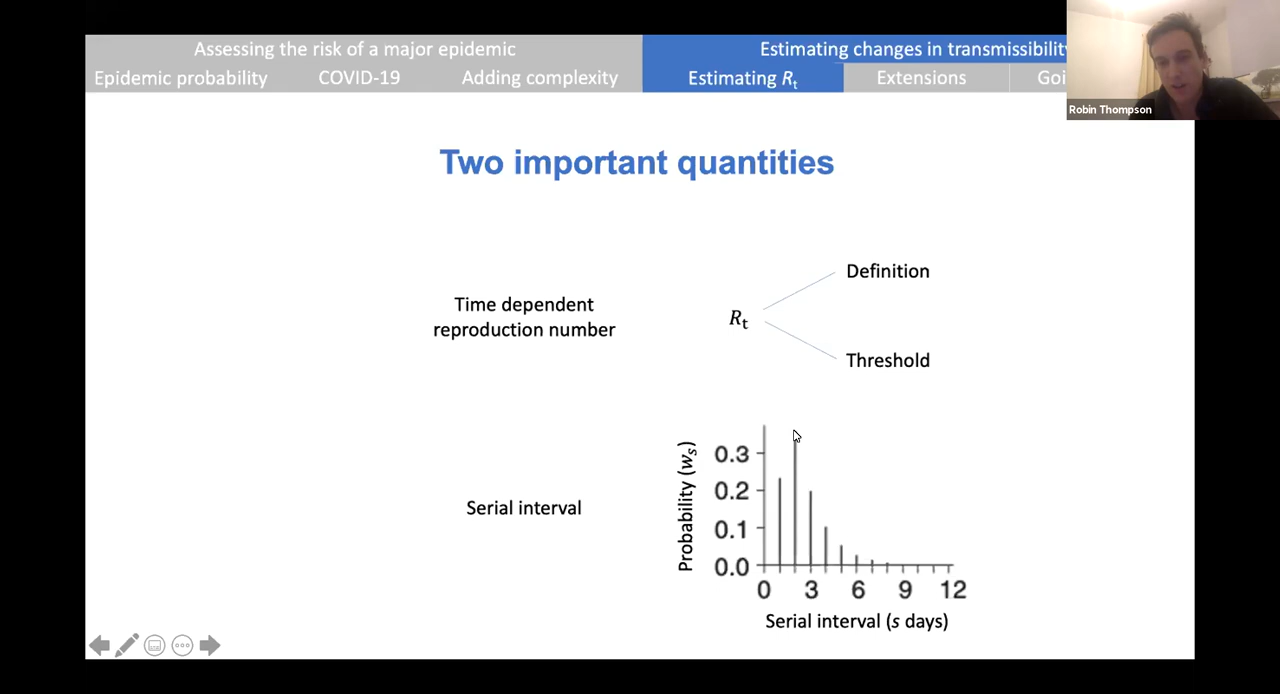 Assessing the risk of a major epidemic
Estimating changes in transmissibility
Epidemic probability
COVID-19
Adding complexity
Estimating Rt
Extensions
Robin Thompson
Two important quantities
Time dependent
reproduction number
Rt
Definition
Threshold
Serial interval
Probability (ws)
0.3
0.2
0.1
0.0
0 3 6 9 12
Serial interval (s days)